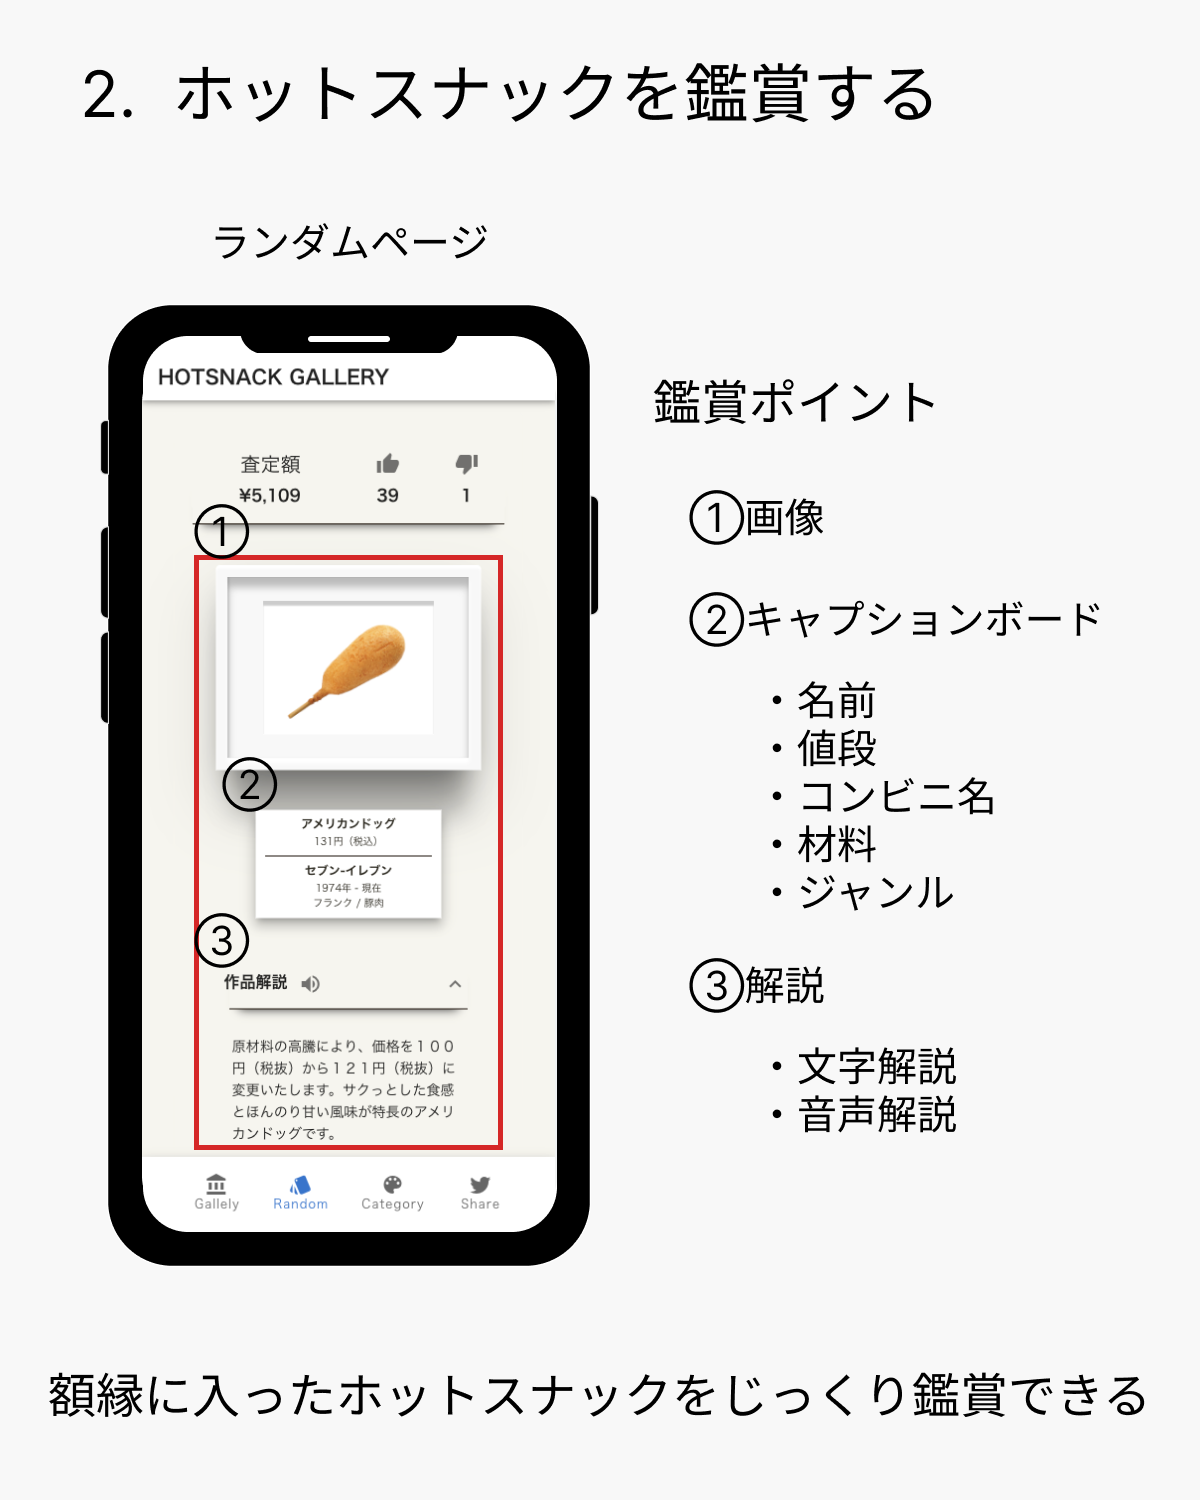 2. ホットスナックを鑑賞する
ランダムページ
HOTSNACK GALLERY
査定額
¥5,109
39
1
①
②
アメリカンドッグ
131円（税込）
セブン-イレブン
1974年 - 現在
フランク / 豚肉
③
作品解説
原材料の高騰により、価格を１００
円（税抜）から１２１円（税抜）に
変更いたします。サクっとした食感
とほんのり甘い風味が特長のアメリ
カンドッグです。
Gallely
Random
Category
Share
鑑賞ポイント
①画像
②キャプションボード
・名前
・値段
・コンビニ名
・材料
・ジャンル
③解説
・文字解説
・音声解説
額縁に入ったホットスナックをじっくり鑑賞できる